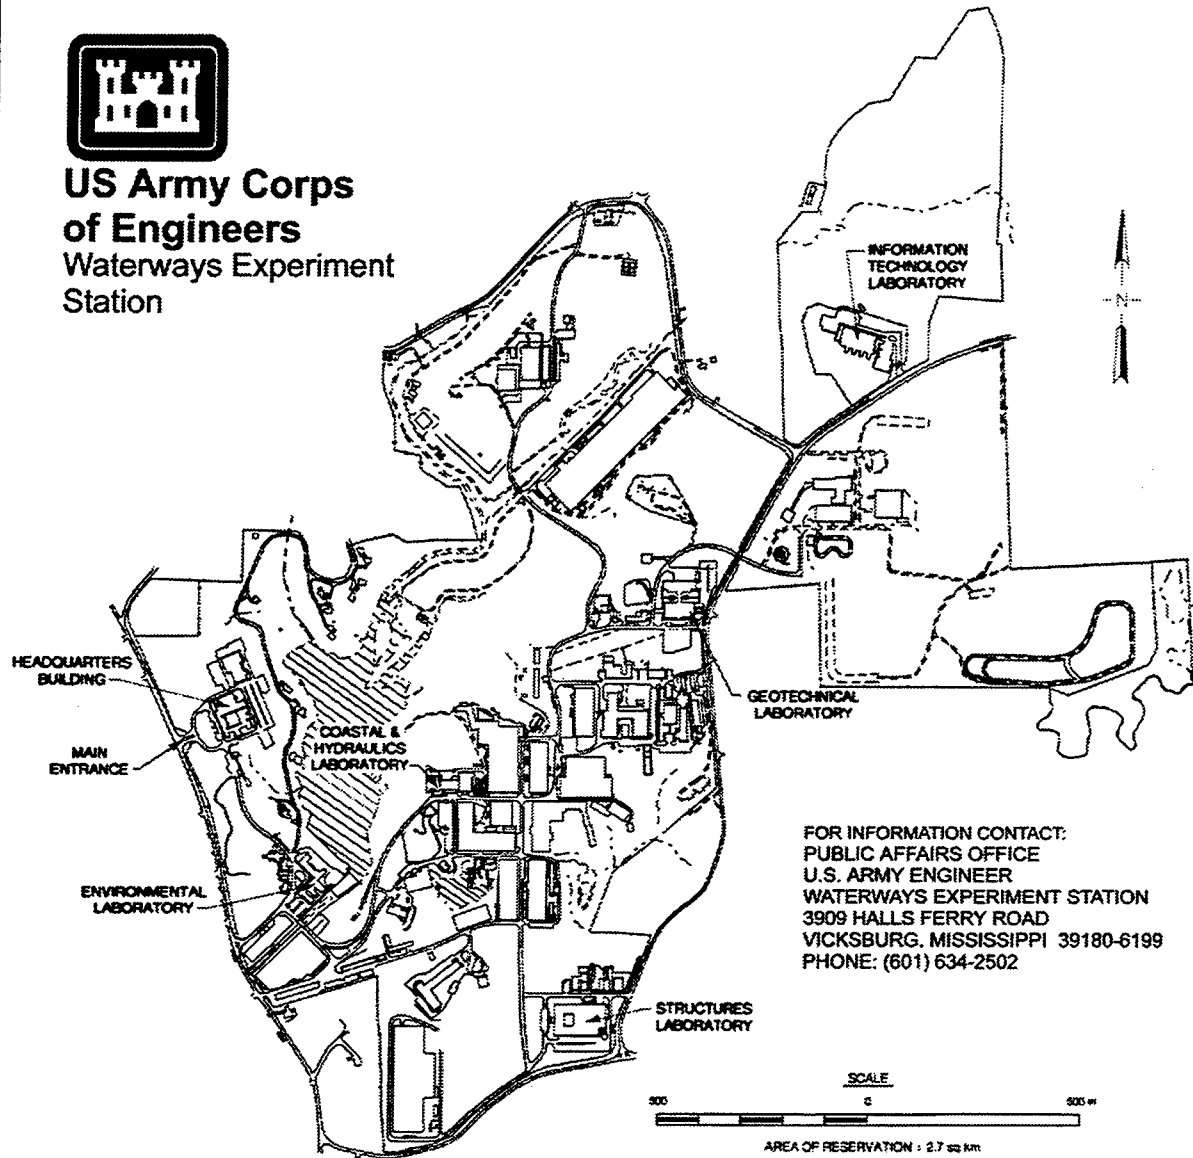 US Army Corps
of Engineers
Waterways Experiment
Station
INFORMATION
TECHNOLOGY
LABORATORY
N
HEADQUARTERS
BUILDING
MAIN
ENTRANCE
COASTAL &
HYDRAULICS
LABORATORY
GEOTECHNICAL
LABORATORY
ENVIRONMENTAL
LABORATORY
STRUCTURES
LABORATORY
FOR INFORMATION CONTACT:
PUBLIC AFFAIRS OFFICE
U.S. ARMY ENGINEER
WATERWAYS EXPERIMENT STATION
3909 HALLS FERRY ROAD
VICKSBURG, MISSISSIPPI 39180-6199
PHONE: (601) 634-2502
SCALE
500 0 500 m
AREA OF RESERVATION : 2.7 sq km